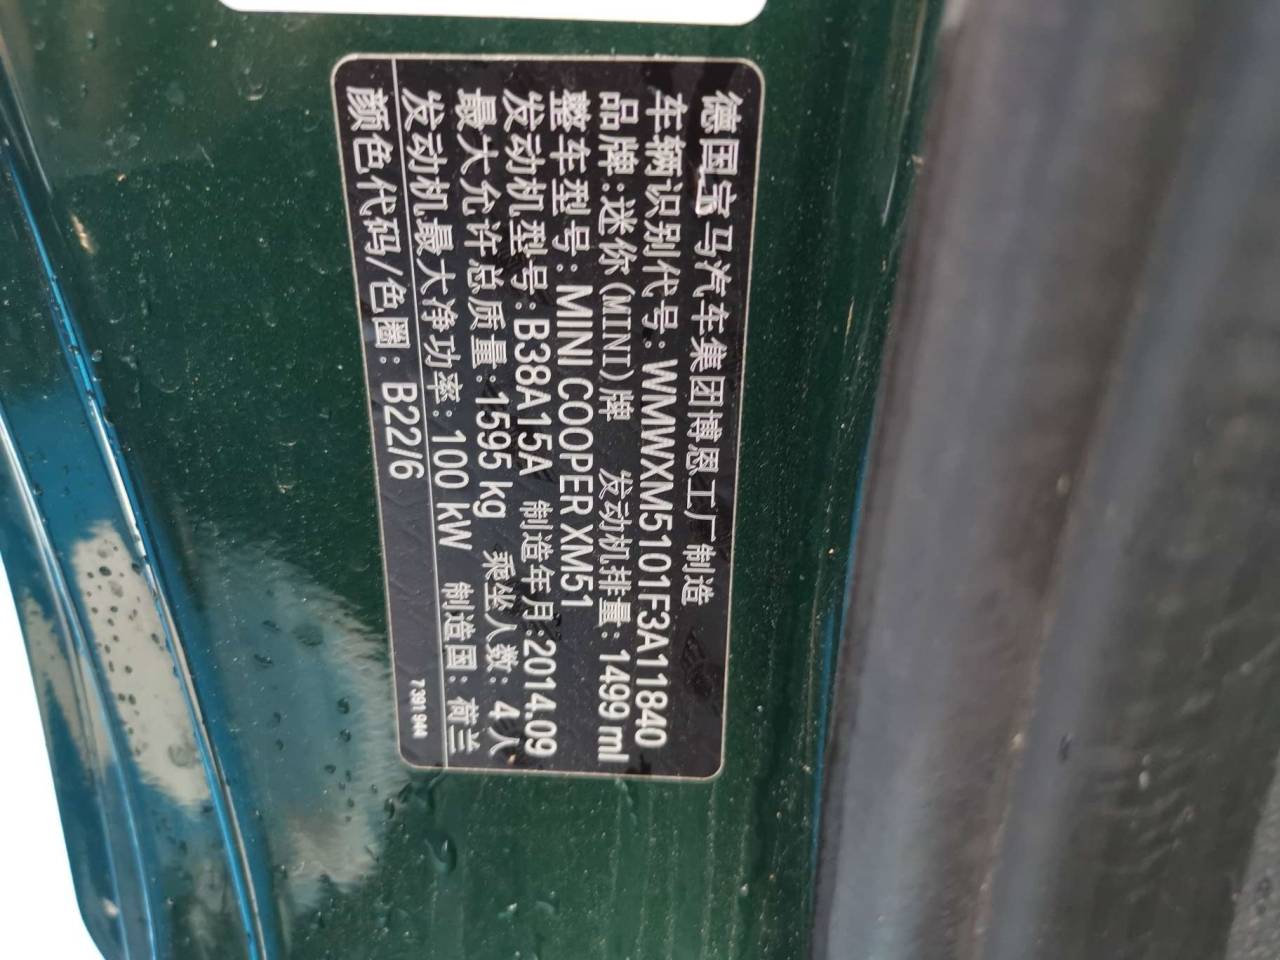 德国宝马汽车集团博恩工厂制造
车辆识别代号: WMWXM5101F3A11840
品牌:迷你(MINI)牌 发动机排量: 1499 ml
整车型号: MINI COOPER XM51
发动机型号: B38A15A 制造年月:2014.09
最大允许总质量: 1595 kg 乘坐人数: 4人
发动机最大净功率: 100 kW 制造国: 荷兰
颜色代码/色圈: B22/6
7391944